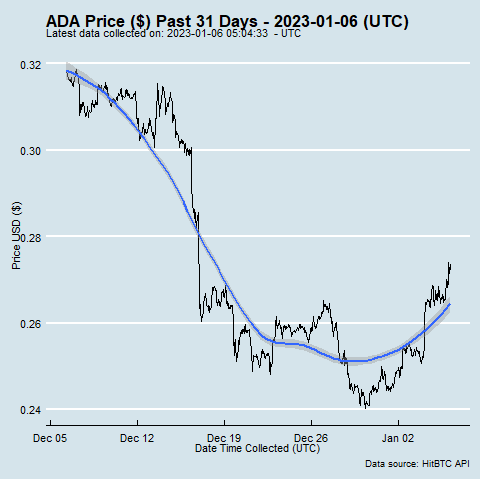 ADA Price ($) Past 31 Days - 2023-01-06 (UTC)
Latest data collected on: 2023-01-06 05:04:33 - UTC
0.32
0.30
0.28
0.26
0.24
Price USD ($)
Dec 05 Dec 12 Dec 19 Dec 26 Jan 02
Date Time Collected (UTC)
Data source: HitBTC API